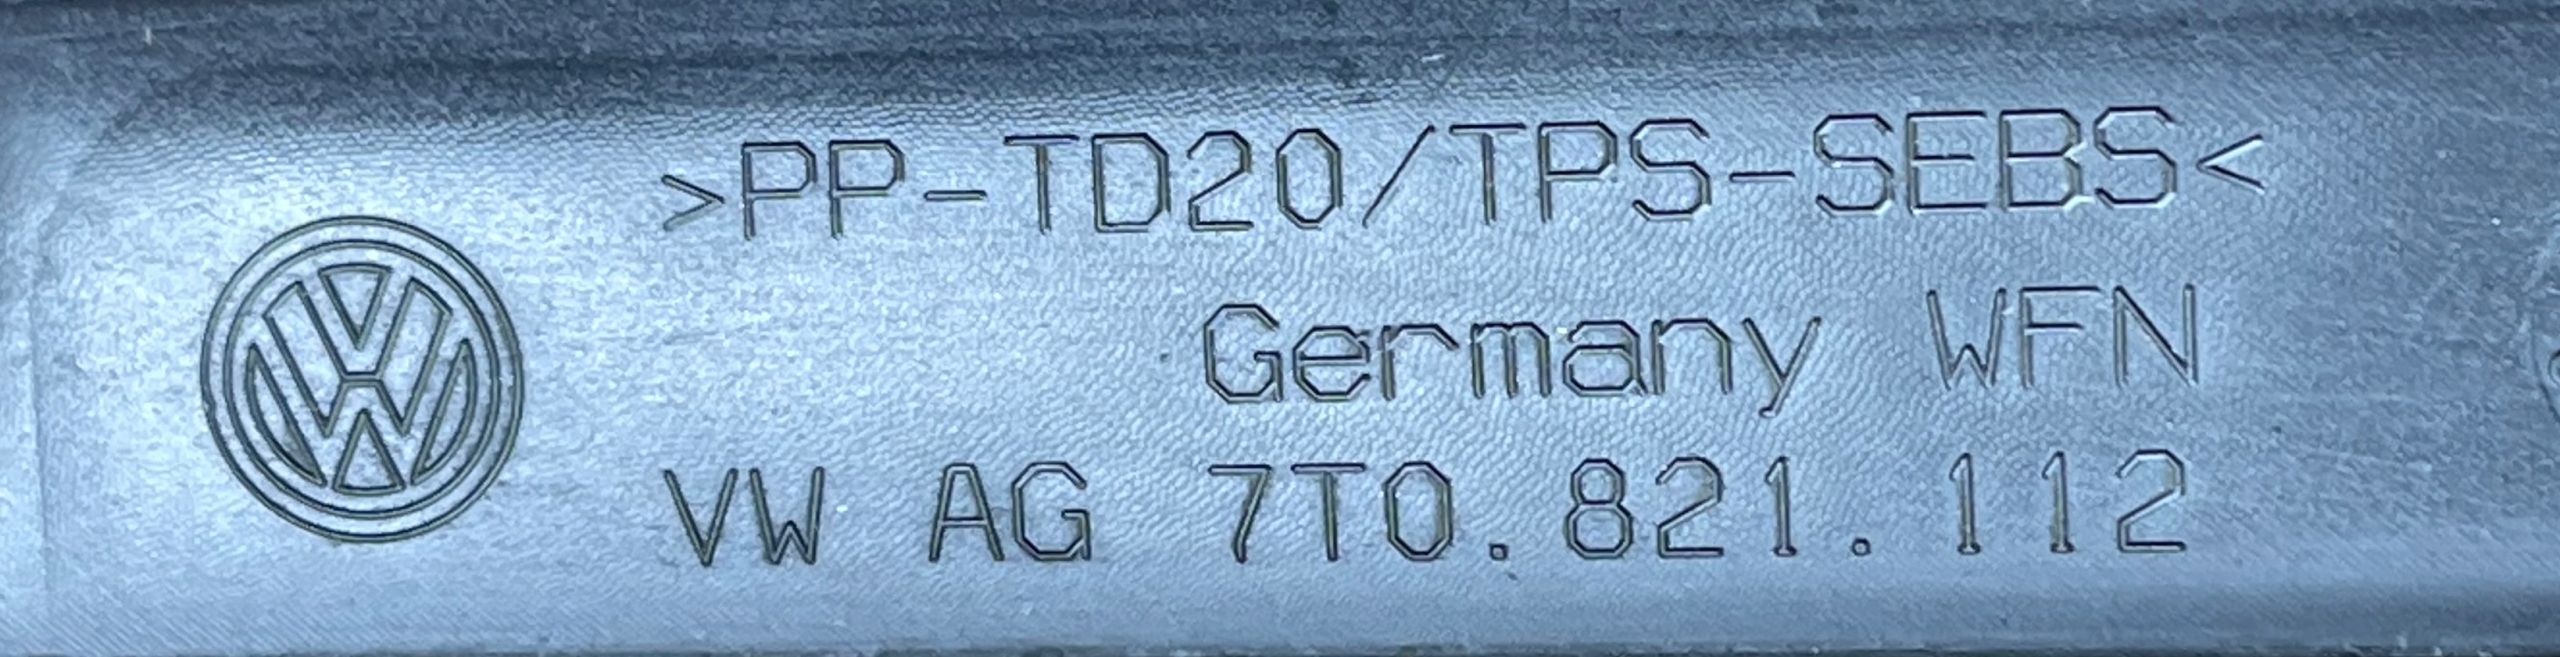 >PP-TD20/TPS-SEBS<
Germany WFN
VW AG 7T0.821.112